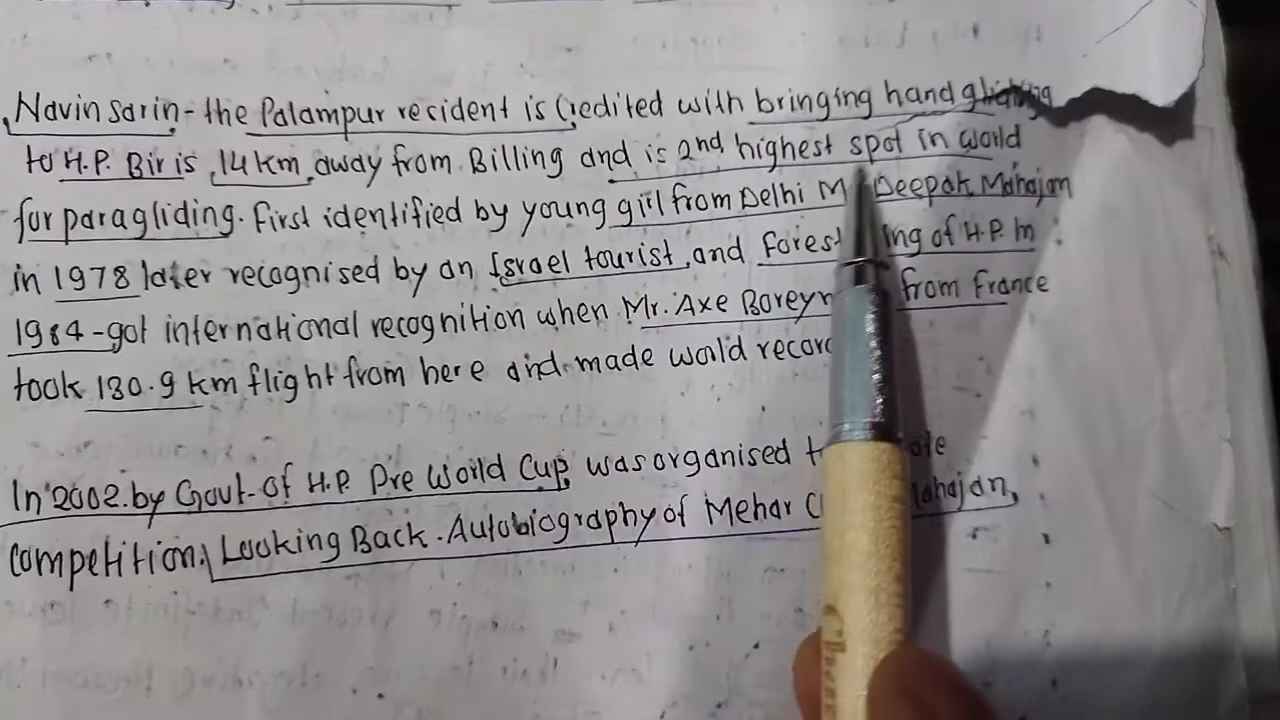 Navin Sarin - the Palampur resident is Credited with bringing hand gliding
to H.P. Bir is 14 km away from Billing and is 2nd highest spot in world
for paragliding. First identified by young girl from Delhi Deepak Mahajan
in 1978 later recognised by an Israel tourist and Forest of H.P. In
1984 - got international recognition when Mr. Axe from France
took 130.9 km flight from here and made world
In 2002 by Govt. of H.P. Pre World Cup was organised
competition. Looking Back. Autobiography of Mehar Mahajan,